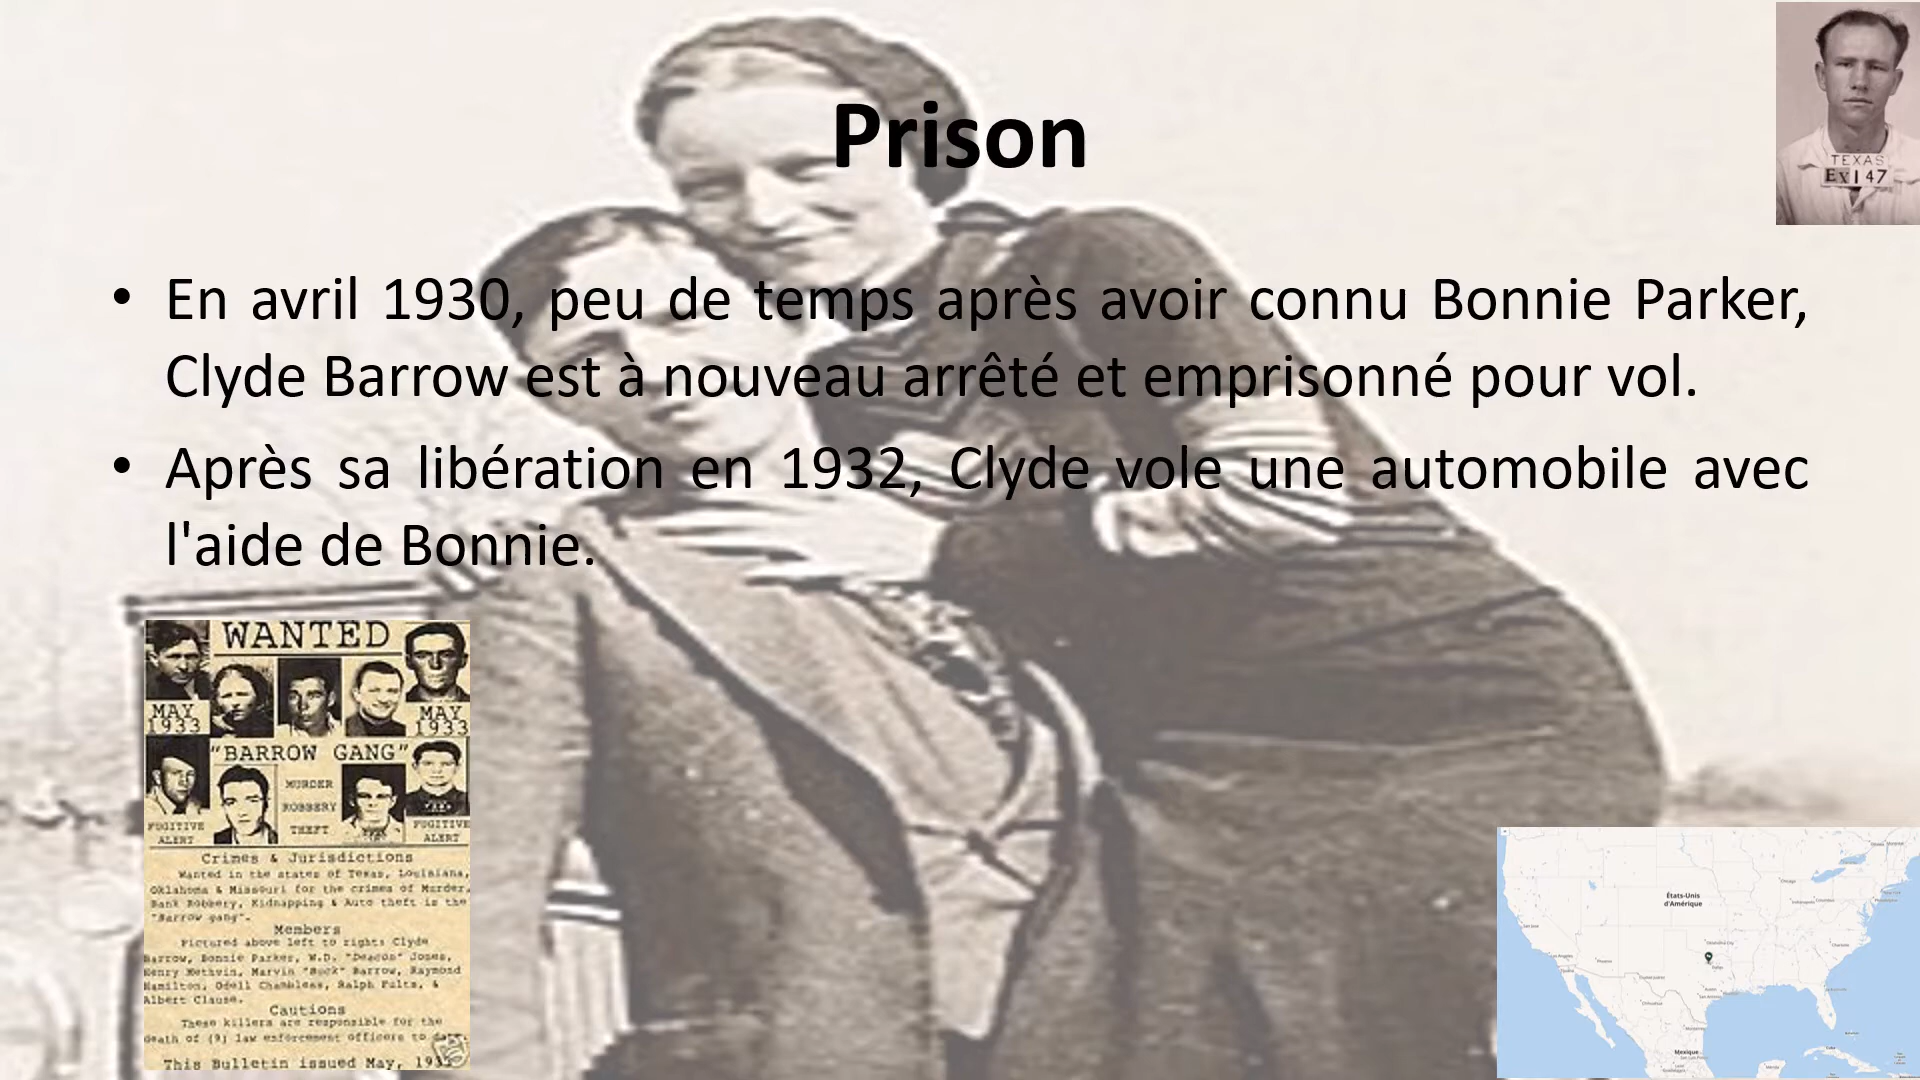 Prison
TEXAS
EX 147
• En avril 1930, peu de temps après avoir connu Bonnie Parker,
Clyde Barrow est à nouveau arrêté et emprisonné pour vol.
• Après sa libération en 1932, Clyde vole une automobile avec
l'aide de Bonnie.
WANTED
MAY
1933
MAY
1933
"BARROW GANG"
MURDER
ROBBERY
THEFT
FUGITIVE
ALERT
FUGITIVE
ALERT
Crimes & Jurisdictions
Wanted in the states of Texas, Louisiana,
Oklahoma & Missouri for the crimes of Murder,
Bank Robbery, Kidnapping & Auto theft is the
"Barrow gang".
Members
Pictured above left to right: Clyde
Barrow, Bonnie Parker, W.D. "Deacon" Jones,
Henry Methvin, Marvin "Buck" Barrow, Raymond
Hamilton, Odell Chambless, Ralph Fults, &
Albert Clause.
Cautions
These killers are responsible for the
death of (9) law enforcement officers to
This Bulletin issued May,
États-Unis
d'Amérique
Chicago
Mexique